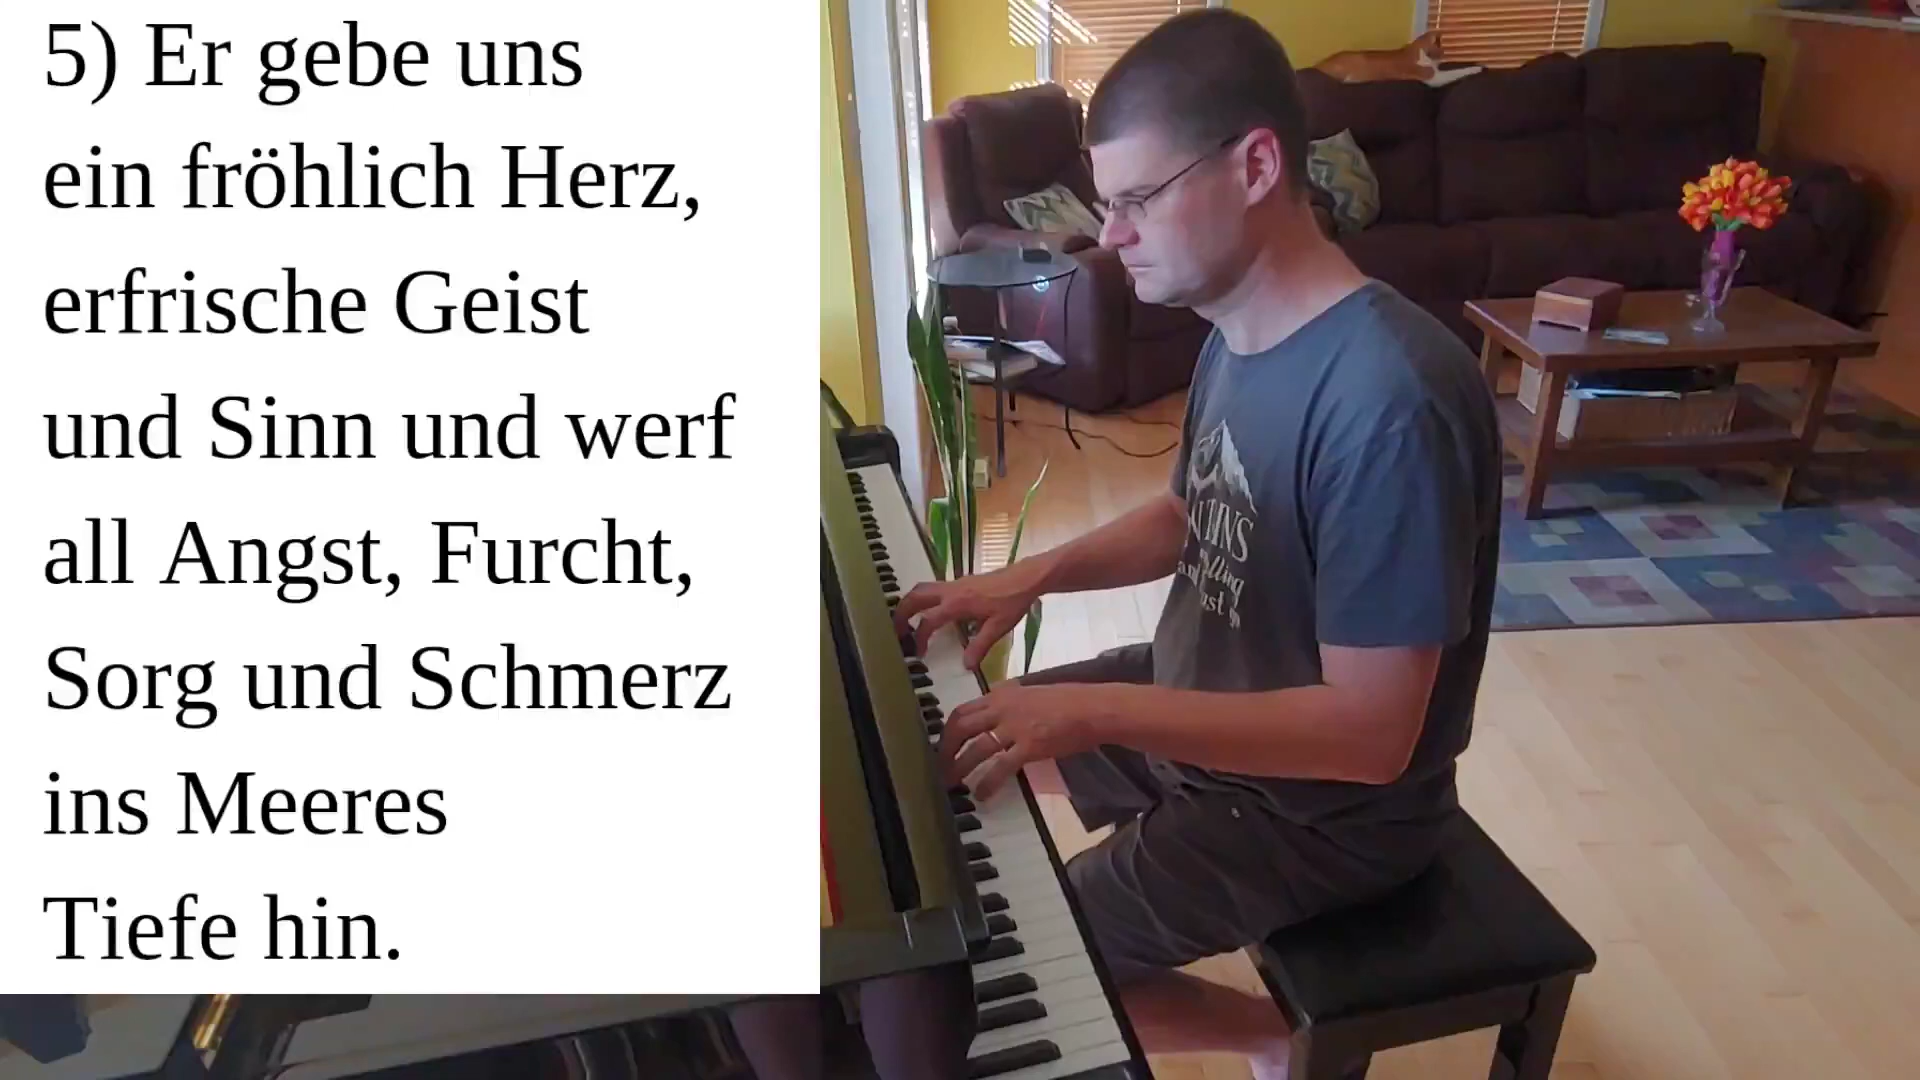 5) Er gebe uns
ein fröhlich Herz,
erfrische Geist
und Sinn und werf
all Angst, Furcht,
Sorg und Schmerz
ins Meeres
Tiefe hin.